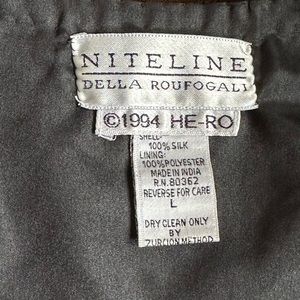 NITELINE
DELLA ROUFOGALI
©1994 HE-RO
SHELL:
100% SILK
LINING:
100%POLYESTER
MADE IN INDIA
R.N. 80362
REVERSE FOR CARE
L
DRY CLEAN ONLY
BY
ZURCION METHOD